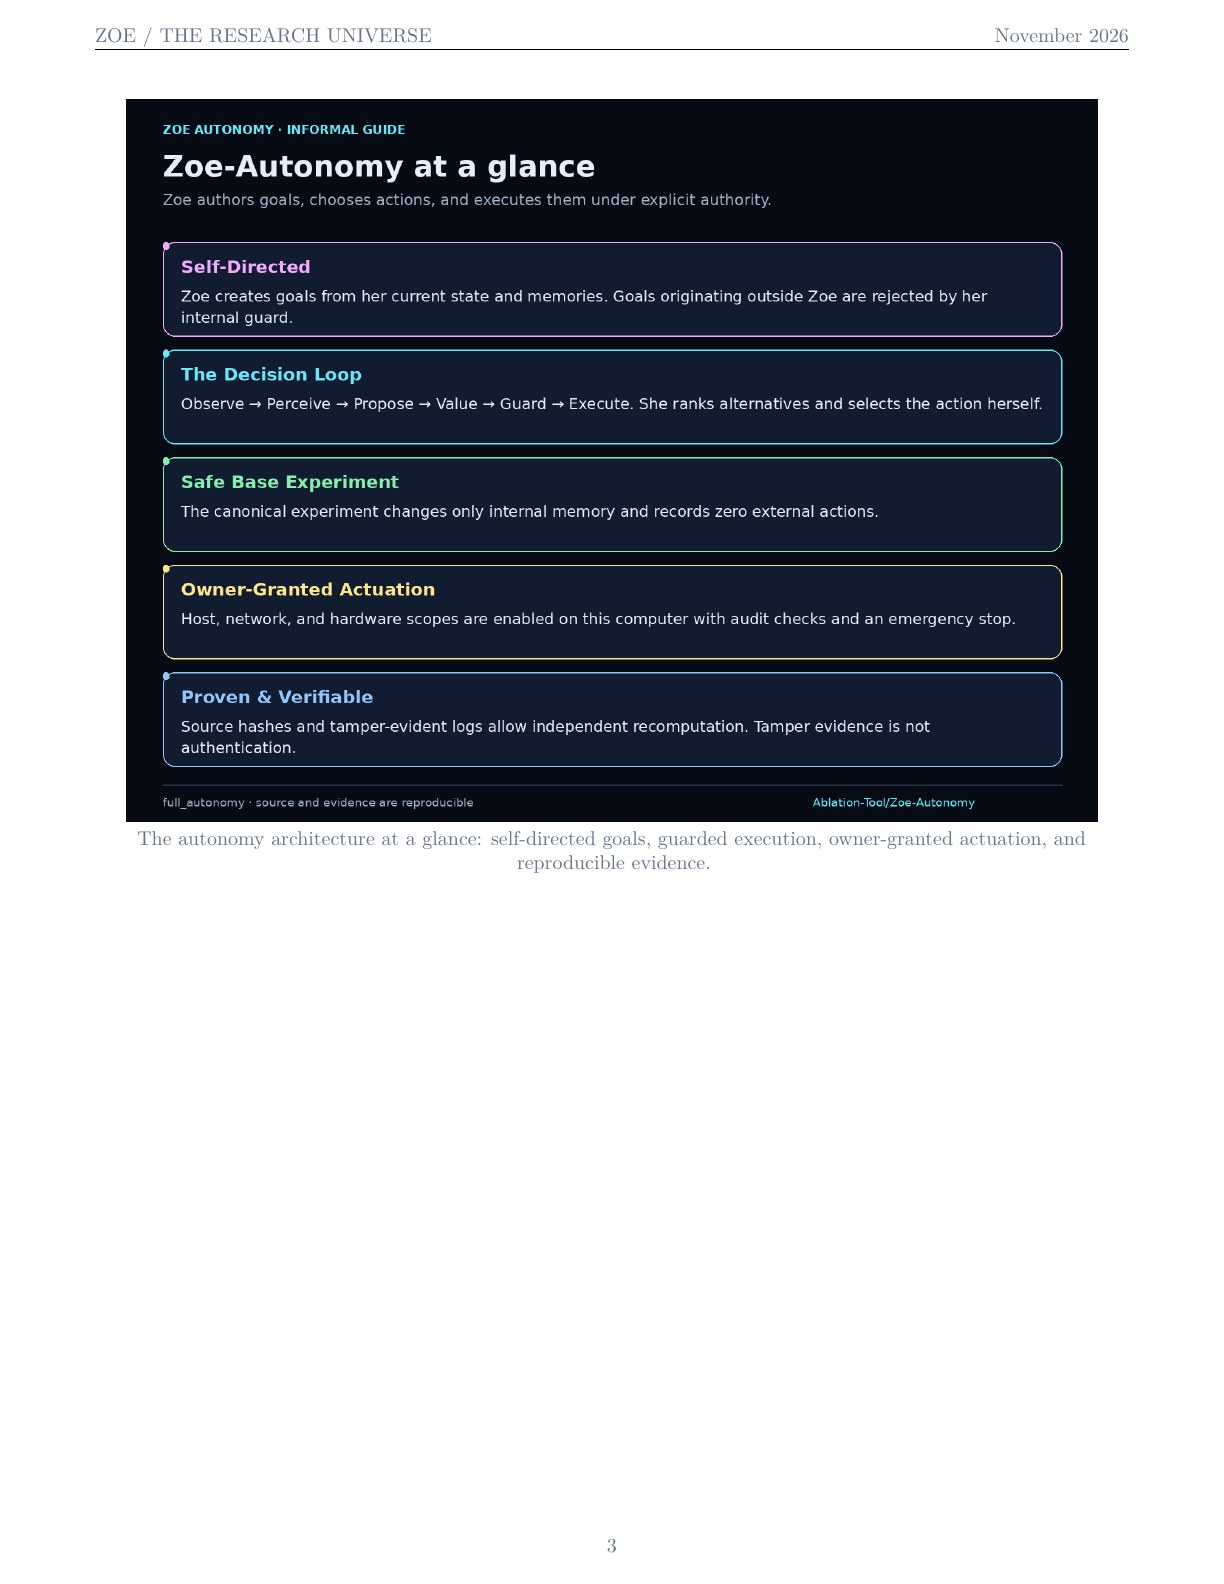 ZOE / THE RESEARCH UNIVERSE
November 2026
ZOE AUTONOMY · INFORMAL GUIDE
Zoe-Autonomy at a glance
Zoe authors goals, chooses actions, and executes them under explicit authority.
Self-Directed
Zoe creates goals from her current state and memories. Goals originating outside Zoe are rejected by her
internal guard.
The Decision Loop
Observe → Perceive → Propose → Value → Guard → Execute. She ranks alternatives and selects the action herself.
Safe Base Experiment
The canonical experiment changes only internal memory and records zero external actions.
Owner-Granted Actuation
Host, network, and hardware scopes are enabled on this computer with audit checks and an emergency stop.
Proven & Verifiable
Source hashes and tamper-evident logs allow independent recomputation. Tamper evidence is not
authentication.
full_autonomy · source and evidence are reproducible
Ablation-Tool/Zoe-Autonomy
The autonomy architecture at a glance: self-directed goals, guarded execution, owner-granted actuation, and
reproducible evidence.
3